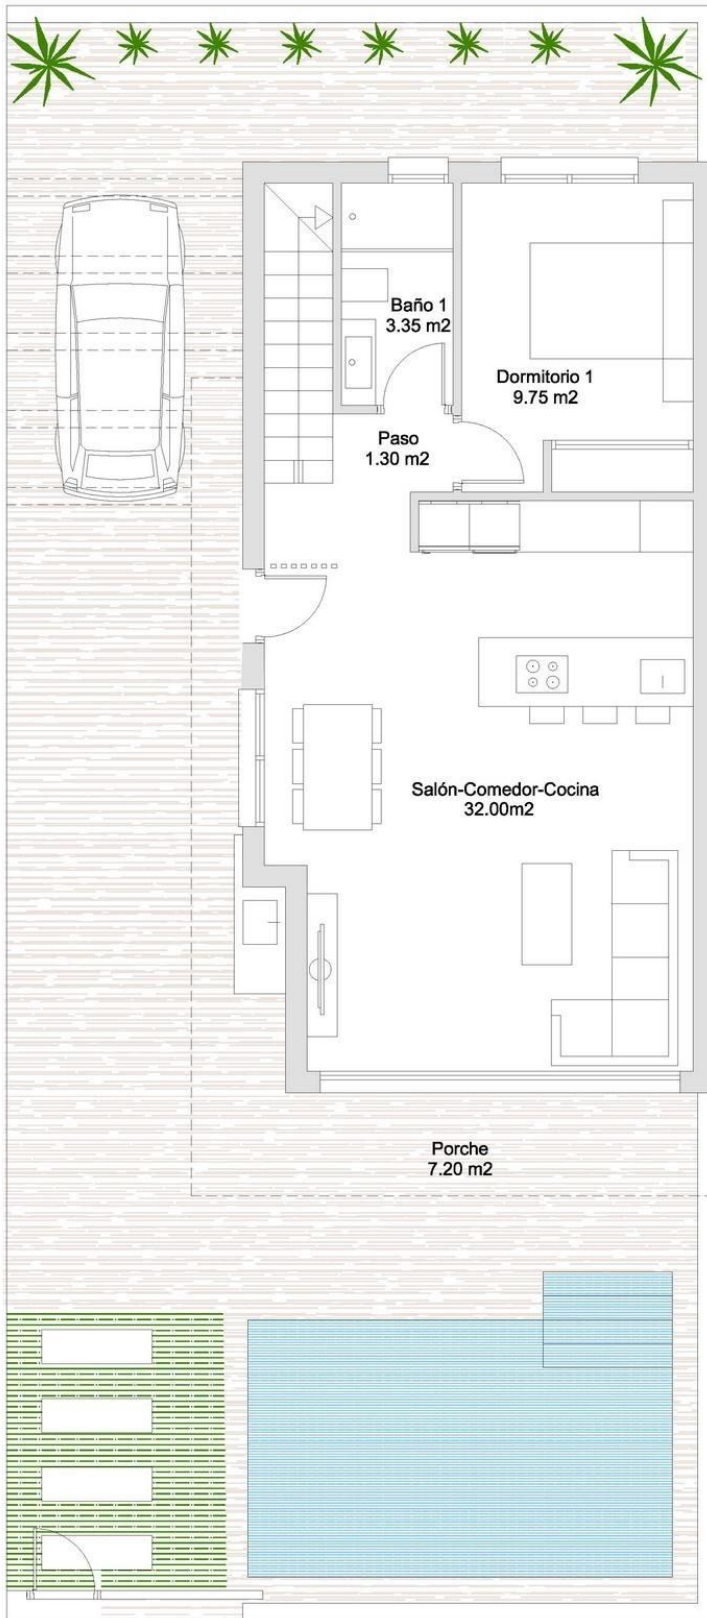 Baño 1
3.35 m2
Dormitorio 1
9.75 m2
Paso
1.30 m2
Salón-Comedor-Cocina
32.00m2
Porche
7.20 m2